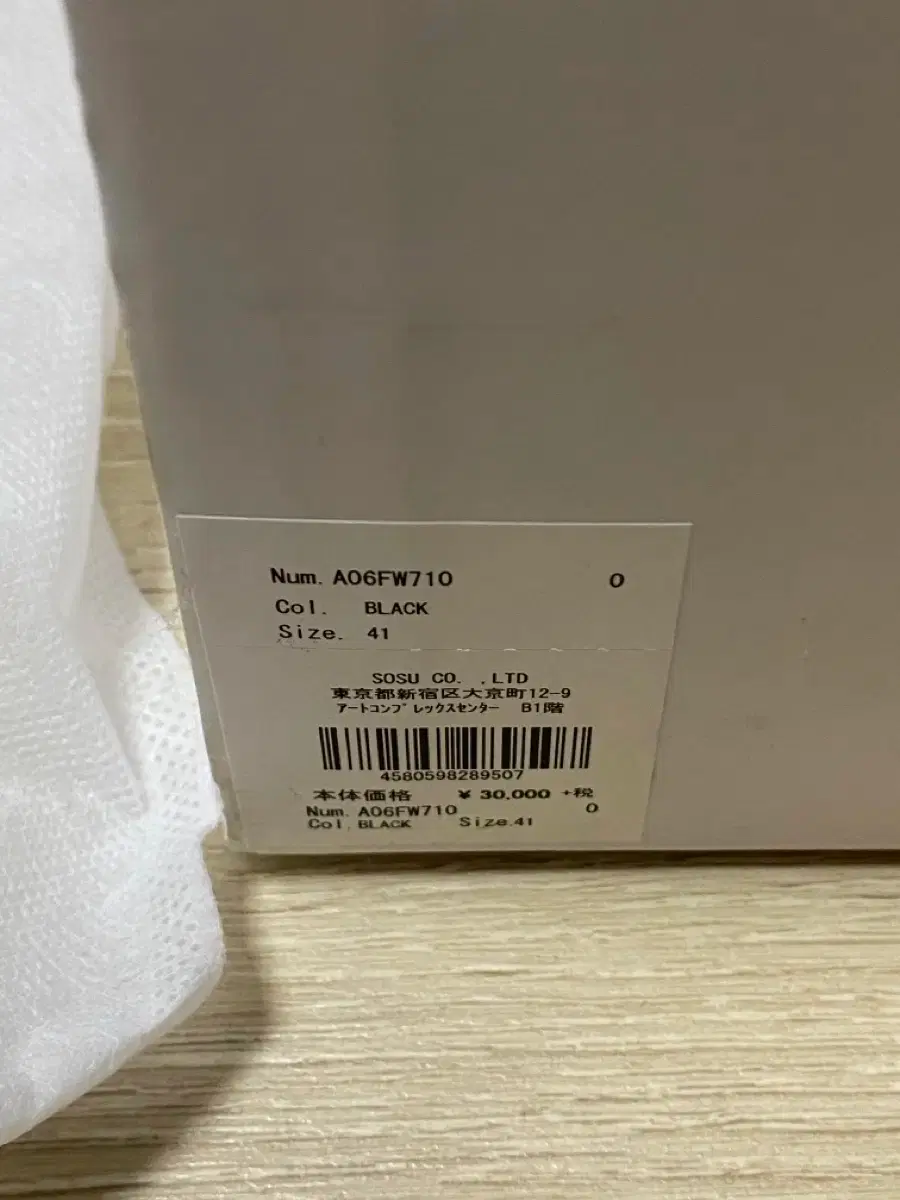 Num. A06FW710 0
Col. BLACK
Size. 41
SOSU CO. ,LTD
東京都新宿区大京町12-9
アートコンプレックスセンター B1階
4580598289507
本体価格 ¥ 30,000 +税
Num. A06FW710 0
Col. BLACK Size.41